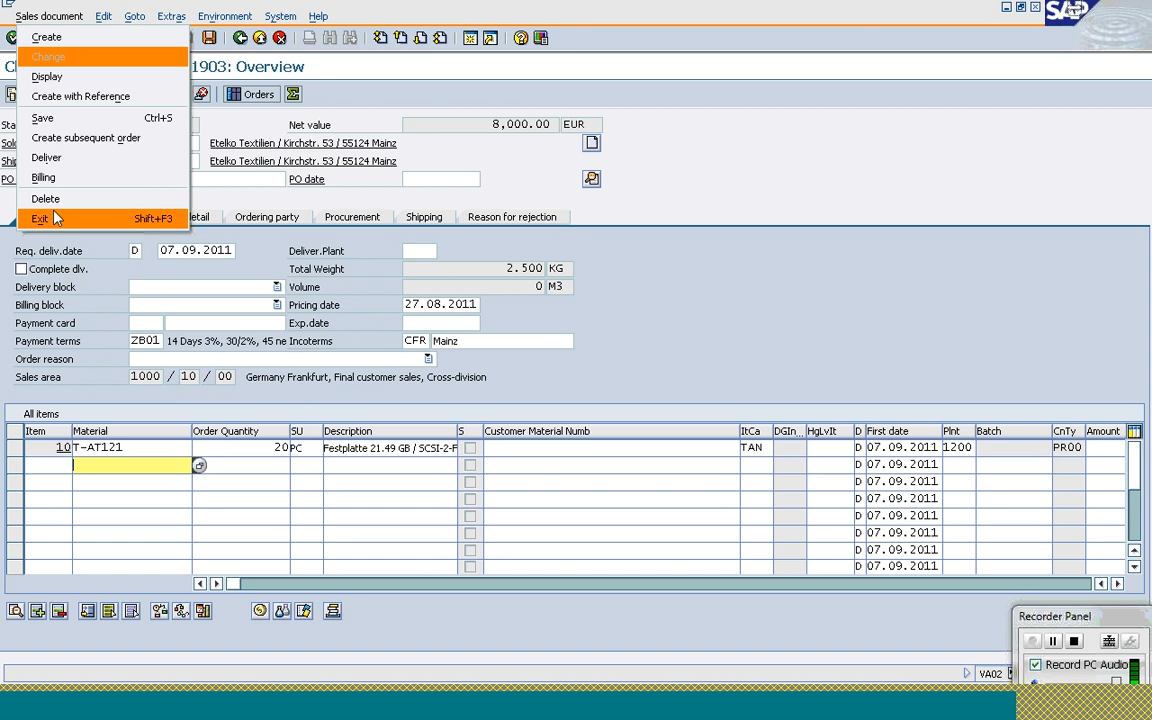 Sales document Edit Goto Extras Environment System Help
SAP
Create
Change
Display
Create with Reference
Save Ctrl+S
Create subsequent order
Deliver
Billing
Delete
Exit Shift+F3
1903: Overview
Orders
Net value 8,000.00 EUR
Etelko Textilien / Kirchstr. 53 / 55124 Mainz
Etelko Textilien / Kirchstr. 53 / 55124 Mainz
PO PO date
Ordering party Procurement Shipping Reason for rejection
Req. deliv.date D 07.09.2011 Deliver.Plant
Complete dlv. Total Weight 2.500 KG
Delivery block Volume 0 M3
Billing block Pricing date 27.08.2011
Payment card Exp.date
Payment terms ZB01 14 Days 3%, 30/2%, 45 ne Incoterms CFR Mainz
Order reason
Sales area 1000 / 10 / 00 Germany Frankfurt, Final customer sales, Cross-division
All items
Item Material Order Quantity SU Description S Customer Material Numb ItCa DGIn... HgLvIt D First date Plnt Batch CnTy Amount
10 T-AT121 20 PC Festplatte 21.49 GB / SCSI-2-F TAN D 07.09.2011 1200 PR00
D 07.09.2011
D 07.09.2011
D 07.09.2011
D 07.09.2011
D 07.09.2011
D 07.09.2011
D 07.09.2011
Recorder Panel
Record PC Audio
VA02